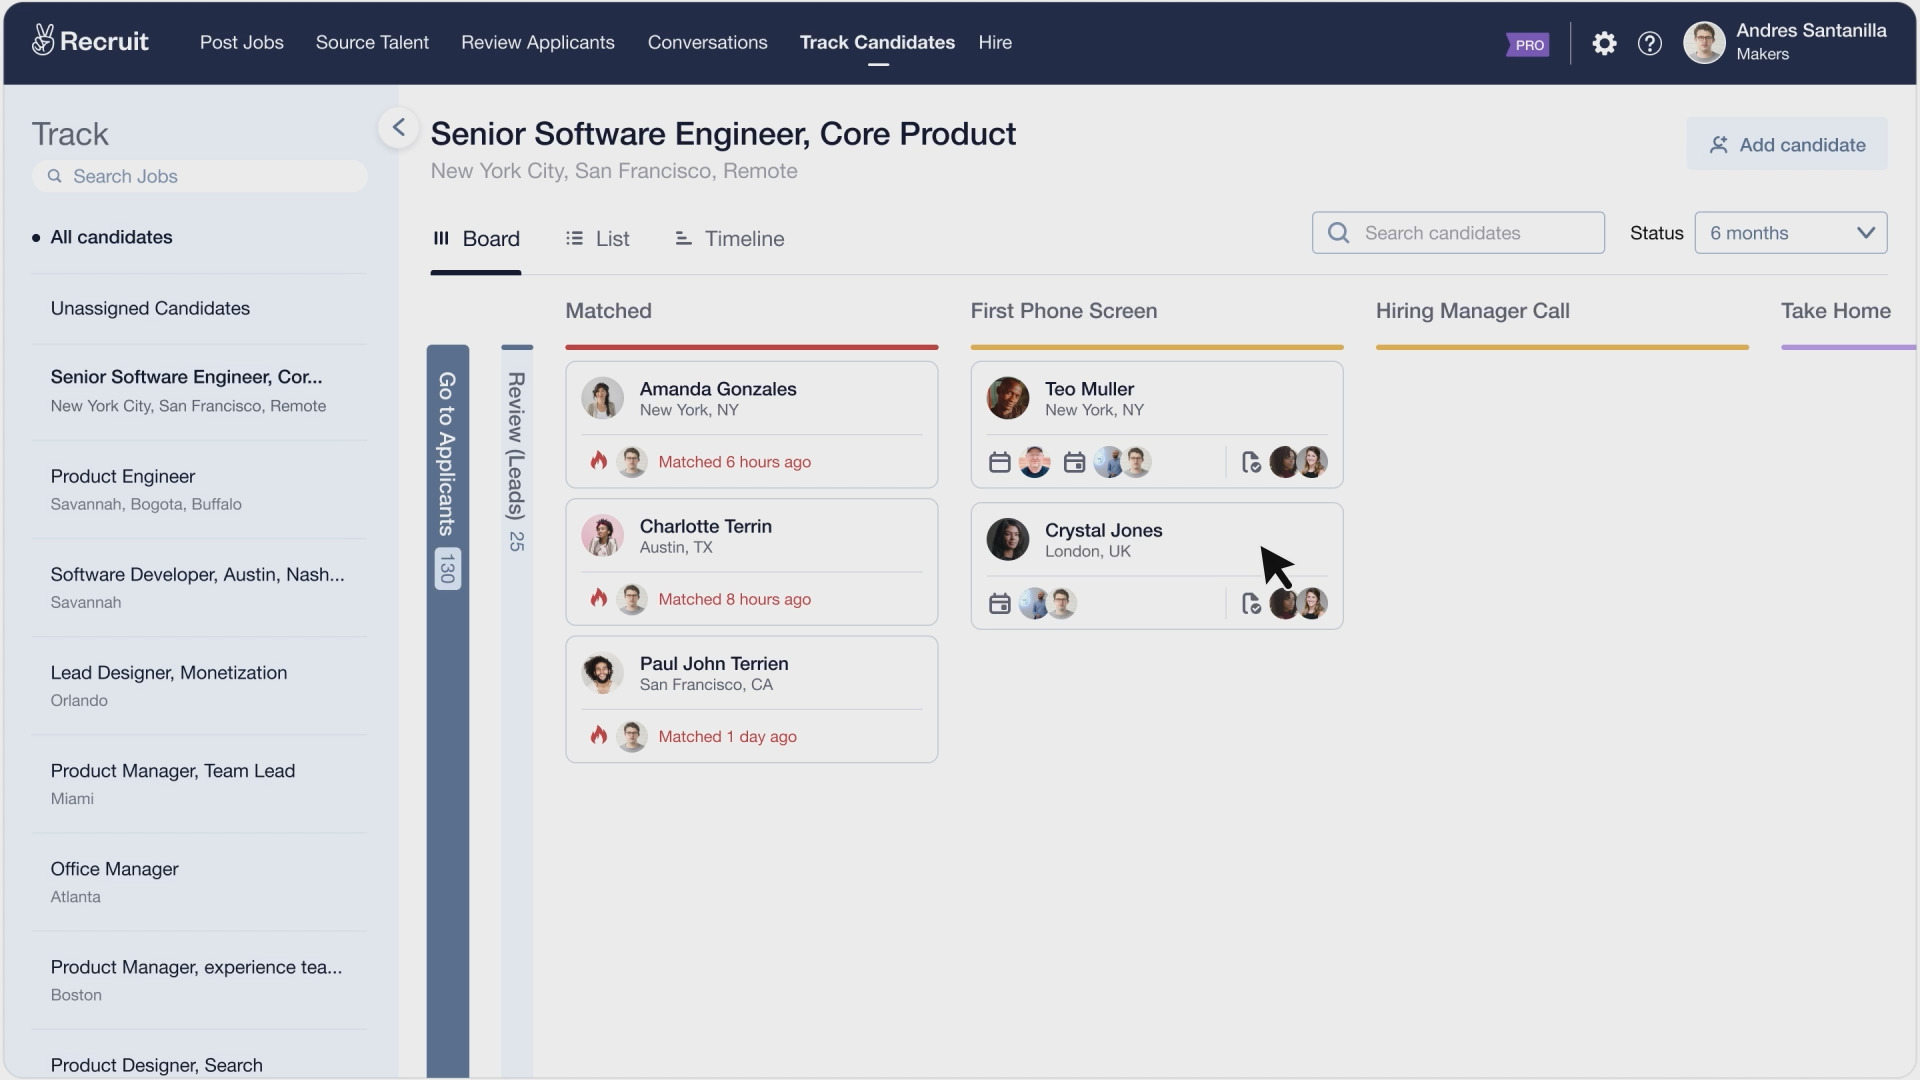 Recruit
Post Jobs
Source Talent
Review Applicants
Conversations
Track Candidates
Hire
PRO
?
Andres Santanilla
Makers
Track
Search Jobs
All candidates
Unassigned Candidates
Senior Software Engineer, Cor...
New York City, San Francisco, Remote
Product Engineer
Savannah, Bogota, Buffalo
Software Developer, Austin, Nash...
Savannah
Lead Designer, Monetization
Orlando
Product Manager, Team Lead
Miami
Office Manager
Atlanta
Product Manager, experience tea...
Boston
Product Designer, Search
Senior Software Engineer, Core Product
New York City, San Francisco, Remote
Add candidate
Board
List
Timeline
Search candidates
Status
6 months
Go to Applicants 130
Review (Leads) 25
Matched
Amanda Gonzales
New York, NY
Matched 6 hours ago
Charlotte Terrin
Austin, TX
Matched 8 hours ago
Paul John Terrien
San Francisco, CA
Matched 1 day ago
First Phone Screen
Teo Muller
New York, NY
Crystal Jones
London, UK
Hiring Manager Call
Take Home